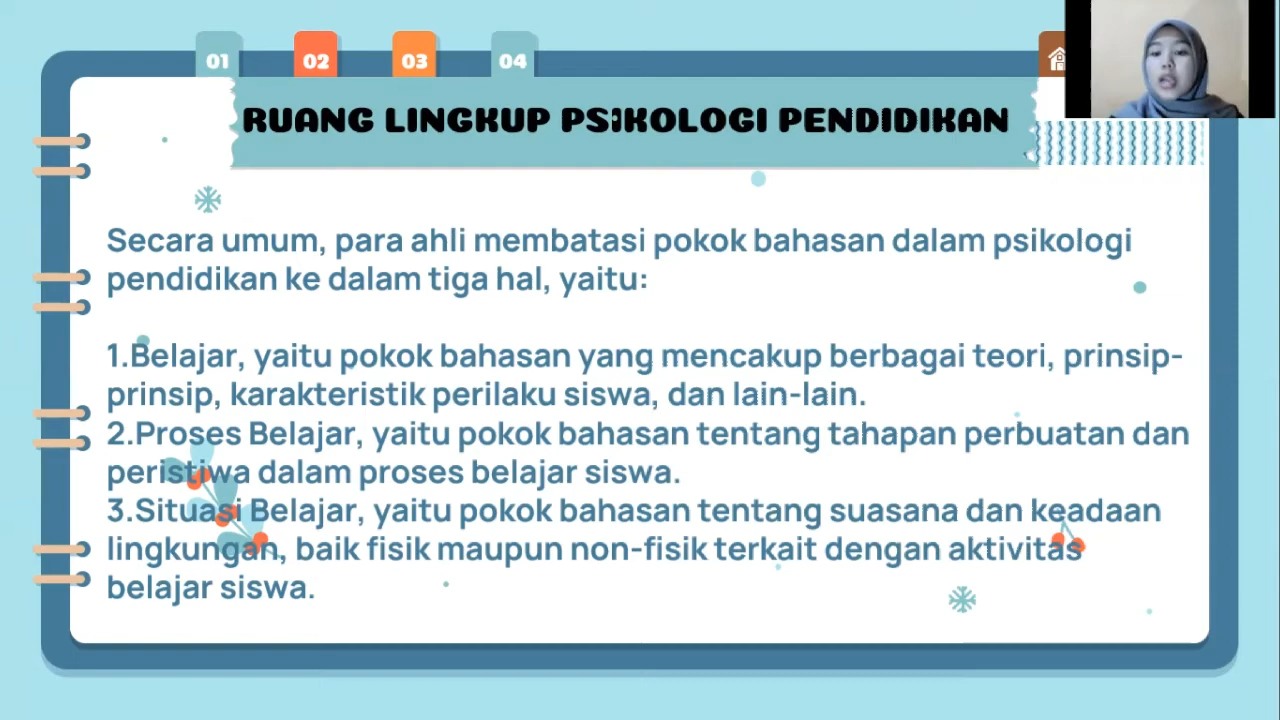 01 02 03 04
RUANG LINGKUP PSIKOLOGI PENDIDIKAN
Secara umum, para ahli membatasi pokok bahasan dalam psikologi
pendidikan ke dalam tiga hal, yaitu:
1.Belajar, yaitu pokok bahasan yang mencakup berbagai teori, prinsip-
prinsip, karakteristik perilaku siswa, dan lain-lain.
2.Proses Belajar, yaitu pokok bahasan tentang tahapan perbuatan dan
peristiwa dalam proses belajar siswa.
3.Situasi Belajar, yaitu pokok bahasan tentang suasana dan keadaan
lingkungan, baik fisik maupun non-fisik terkait dengan aktivitas
belajar siswa.